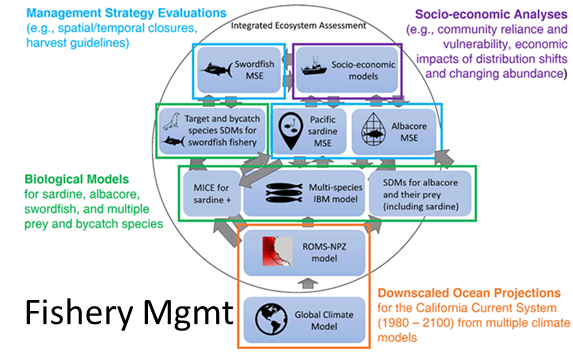 Management Strategy Evaluations
(e.g., spatial/temporal closures,
harvest guidelines)
Socio-economic Analyses
(e.g., community reliance and
vulnerability, economic
impacts of distribution shifts
and changing abundance)
Integrated Ecosystem Assessment
Swordfish
MSE
Socio-economic
models
Target and bycatch
species SDMs for
swordfish fishery
Pacific
sardine
MSE
Albacore
MSE
Biological Models
for sardine, albacore,
swordfish, and multiple
prey and bycatch species
MICE for
sardine +
Multi-species
IBM model
SDMs for albacore
and their prey
(including sardine)
ROMS-NPZ
model
Global Climate
Model
Downscaled Ocean Projections
for the California Current System
(1980 – 2100) from multiple climate
models
Fishery Mgmt